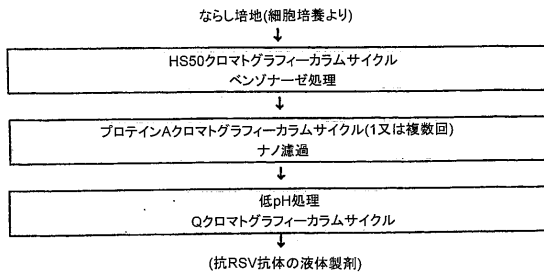 ならし培地(細胞培養より)
↓
HS50クロマトグラフィーカラムサイクル
ベンゾナーゼ処理
↓
プロテインAクロマトグラフィーカラムサイクル(1又は複数回)
ナノ濾過
↓
低pH処理
Qクロマトグラフィーカラムサイクル
↓
(抗RSV抗体の液体製剤)